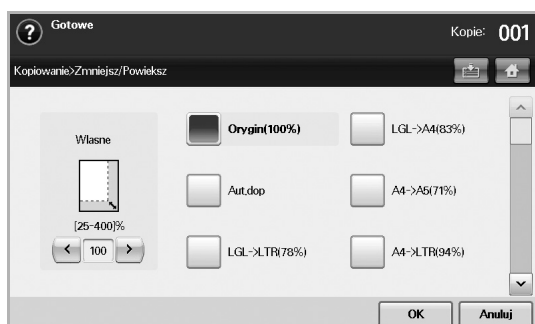 Gotowe
Kopie: 001
Kopiowanie>Zmniejsz/Powieksz
Wlasne
[25-400]%
100
Orygin(100%)
LGL->A4(83%)
Aut.dop
A4->A5(71%)
LGL->LTR(78%)
A4->LTR(94%)
OK
Anuluj